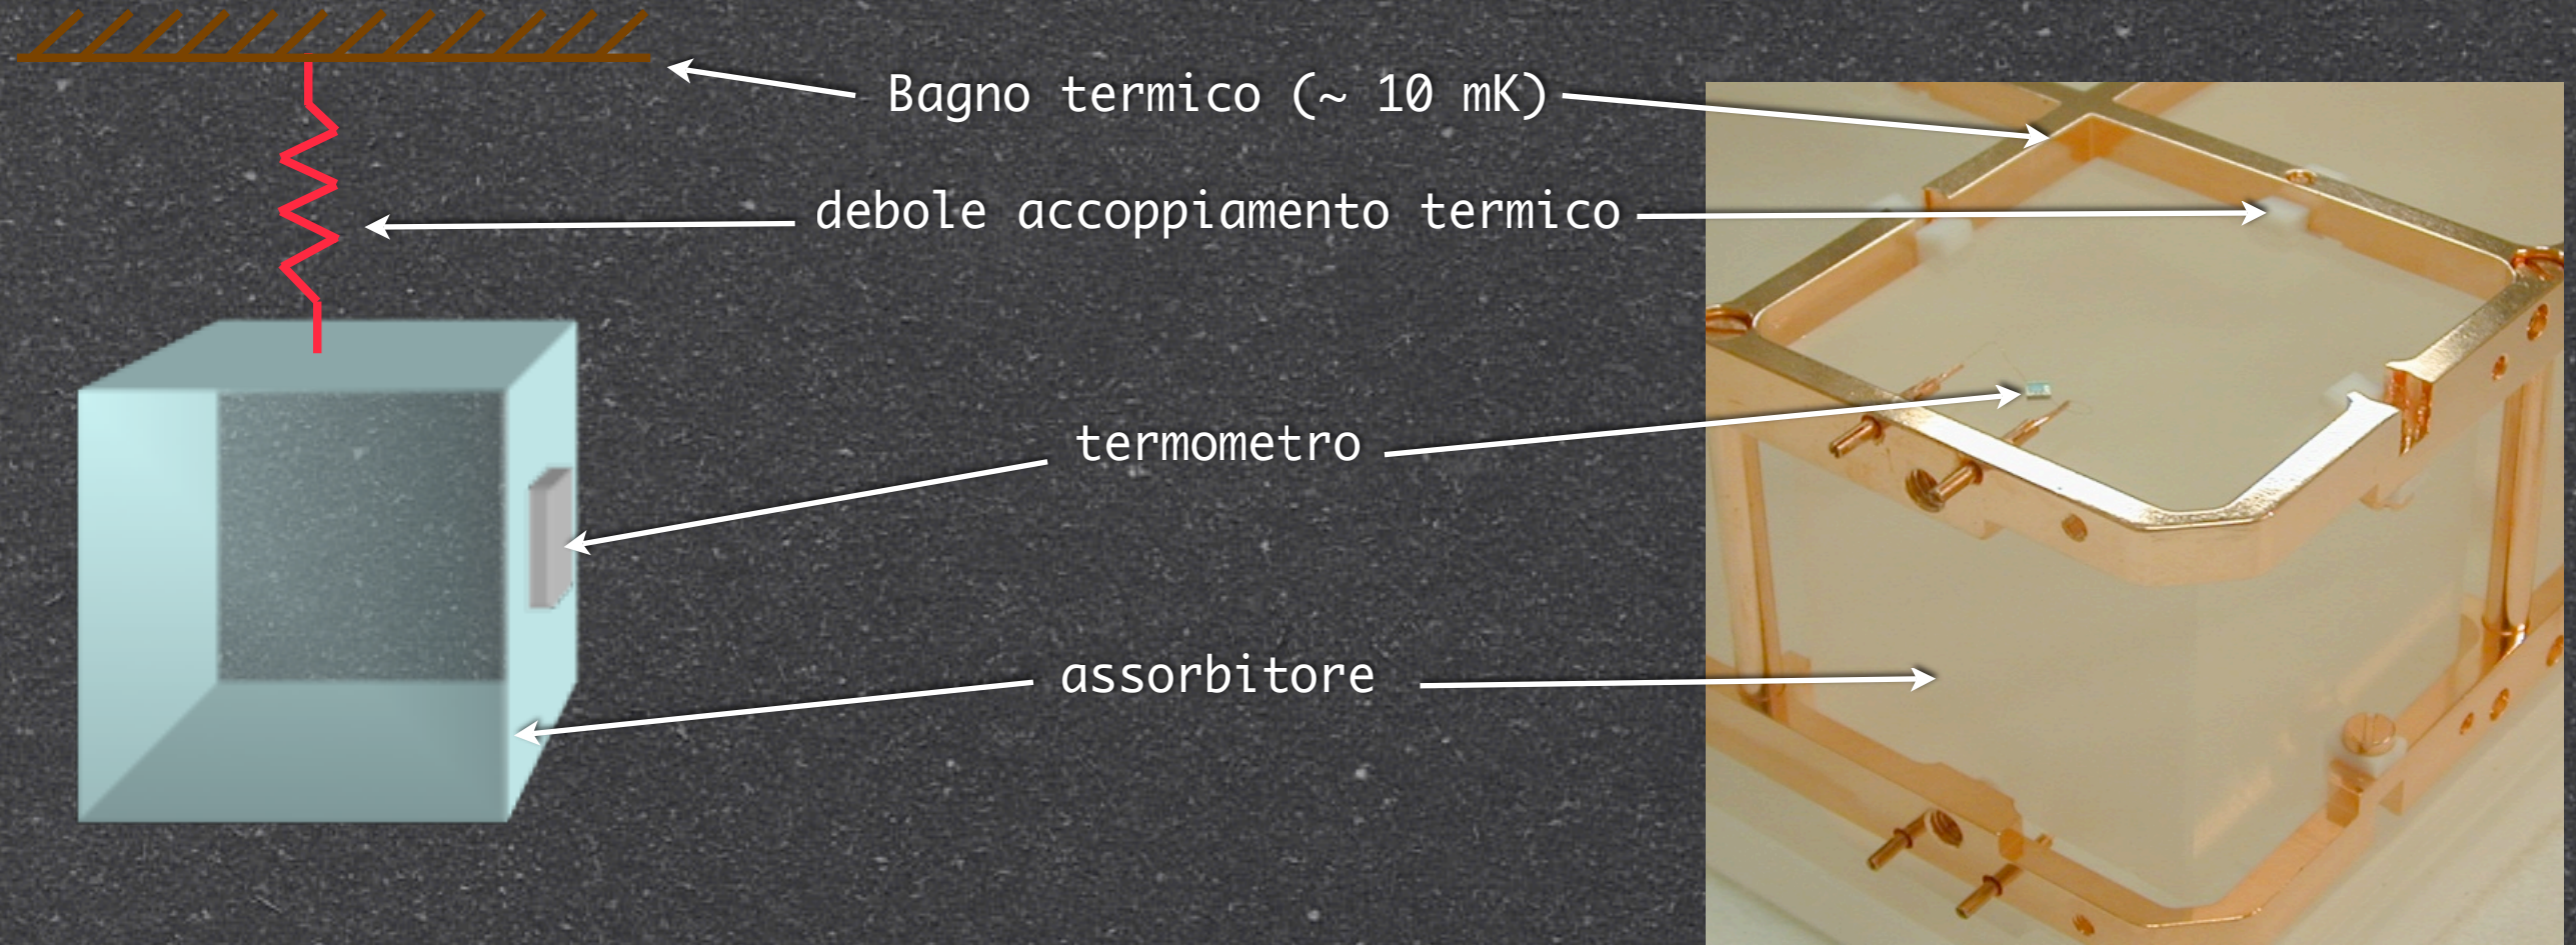 Bagno termico (~ 10 mK)
debole accoppiamento termico
termometro
assorbitore